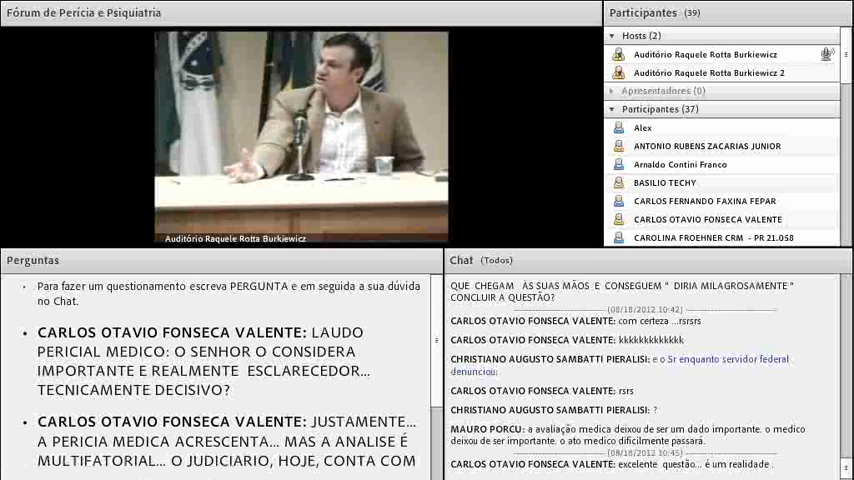 Fórum de Perícia e Psiquiatria
Auditório Raquele Rotta Burkiewicz
Participantes (39)
Hosts (2)
Auditório Raquele Rotta Burkiewicz
Auditório Raquele Rotta Burkiewicz 2
Apresentadores (0)
Participantes (37)
Alex
ANTONIO RUBENS ZACARIAS JUNIOR
Arnaldo Contini Franco
BASILIO TECHY
CARLOS FERNANDO FAXINA FEPAR
CARLOS OTAVIO FONSECA VALENTE
CAROLINA FROEHNER CRM - PR 21.058
Perguntas
Para fazer um questionamento escreva PERGUNTA e em seguida a sua dúvida
no Chat.
CARLOS OTAVIO FONSECA VALENTE: LAUDO
PERICIAL MEDICO: O SENHOR O CONSIDERA
IMPORTANTE E REALMENTE ESCLARECEDOR...
TECNICAMENTE DECISIVO?
CARLOS OTAVIO FONSECA VALENTE: JUSTAMENTE...
A PERICIA MEDICA ACRESCENTA... MAS A ANALISE É
MULTIFATORIAL... O JUDICIARIO, HOJE, CONTA COM
Chat (Todos)
QUE CHEGAM ÀS SUAS MÃOS E CONSEGUEM " DIRIA MILAGROSAMENTE "
CONCLUIR A QUESTÃO?
(08/18/2012 10:42)
CARLOS OTAVIO FONSECA VALENTE: com certeza ...rsrsrs
CARLOS OTAVIO FONSECA VALENTE: kkkkkkkkkkkkk
CHRISTIANO AUGUSTO SAMBATTI PIERALISI: e o Sr enquanto servidor federal
denunciou:
CARLOS OTAVIO FONSECA VALENTE: rsrs
CHRISTIANO AUGUSTO SAMBATTI PIERALISI: ?
MAURO PORCU: a avaliação medica deixou de ser um dado importante. o medico
deixou de ser importante. o ato medico dificilmente passará.
(08/18/2012 10:45)
CARLOS OTAVIO FONSECA VALENTE: excelente questão... é um realidade .